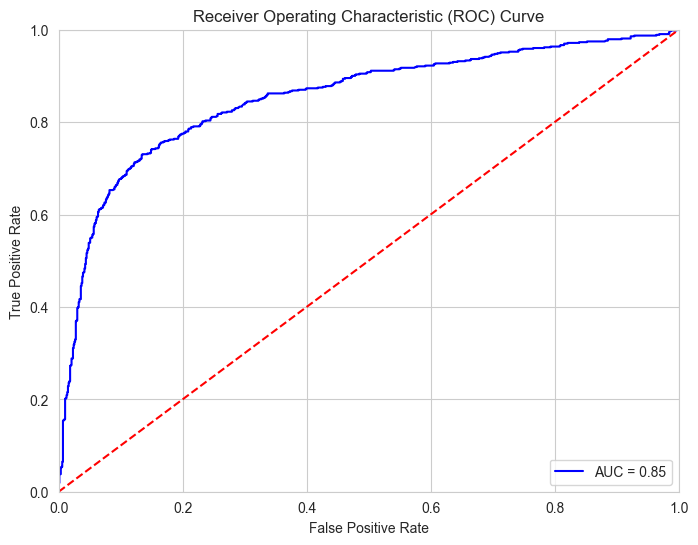 Receiver Operating Characteristic (ROC) Curve
True Positive Rate
1.0
0.8
0.6
0.4
0.2
0.0
AUC = 0.85
0.0 0.2 0.4 0.6 0.8 1.0
False Positive Rate